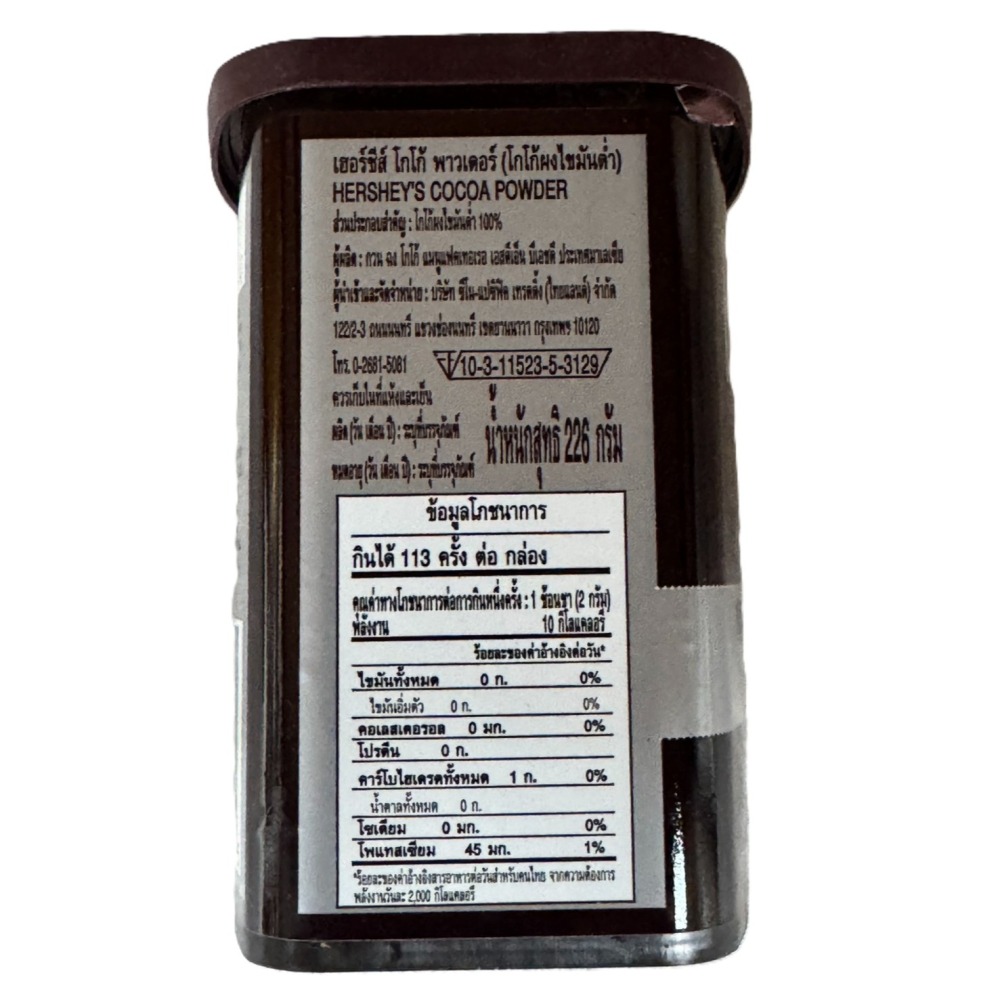 เฮอร์ชีส์ โกโก้ พาวเดอร์ (โกโก้ผงไขมันต่ำ)
HERSHEY'S COCOA POWDER
ส่วนประกอบสำคัญ : โกโก้ผงไขมันต่ำ 100%
ผู้ผลิต : กวน ฉง โกโก้ แมนูแฟคเทอเรอ เอสดีเอ็น บีเอชดี ประเทศมาเลเซีย
ผู้นำเข้าและจัดจำหน่าย : บริษัท ซีโน-แปซิฟิค เทรดดิ้ง (ไทยแลนด์) จำกัด
122/2-3 ถนนนนทรี แขวงช่องนนทรี เขตยานนาวา กรุงเทพฯ 10120
โทร. 0-2681-5081
10-3-11523-5-3129
ควรเก็บในที่แห้งและเย็น
ผลิต (วัน เดือน ปี) : ระบุที่บรรจุภัณฑ์
หมดอายุ (วัน เดือน ปี) : ระบุที่บรรจุภัณฑ์
น้ำหนักสุทธิ 226 กรัม
ข้อมูลโภชนาการ
กินได้ 113 ครั้ง ต่อ กล่อง
คุณค่าทางโภชนาการต่อการกินหนึ่งครั้ง : 1 ช้อนชา (2 กรัม)
พลังงาน 10 กิโลแคลอรี
ร้อยละของค่าอ้างอิงต่อวัน*
ไขมันทั้งหมด 0 ก. 0%
ไขมันอิ่มตัว 0 ก. 0%
คอเลสเตอรอล 0 มก. 0%
โปรตีน 0 ก.
คาร์โบไฮเดรตทั้งหมด 1 ก. 0%
น้ำตาลทั้งหมด 0 ก.
โซเดียม 0 มก. 0%
โพแทสเซียม 45 มก. 1%
*ร้อยละของค่าอ้างอิงสารอาหารต่อวันสำหรับคนไทย จากความต้องการ
พลังงานวันละ 2,000 กิโลแคลอรี